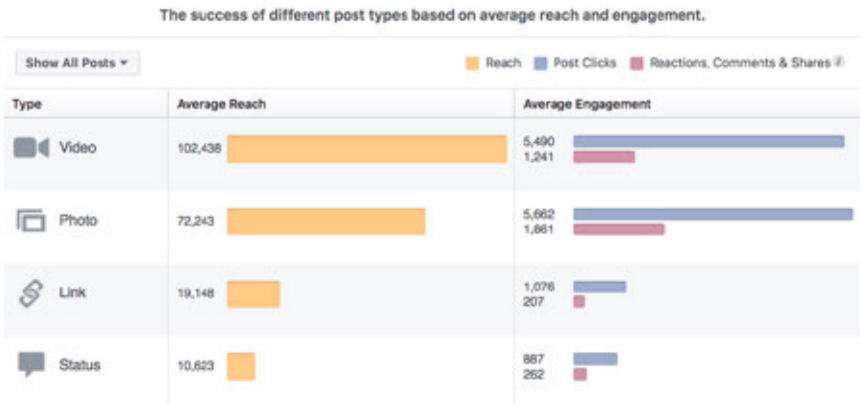 The success of different post types based on average reach and engagement.
Show All Posts
Reach Post Clicks Reactions, Comments & Shares i
Type Average Reach Average Engagement
Video 102,438 5,490
1,241
Photo 72,243 5,662
1,861
Link 19,148 1,076
207
Status 10,623 887
262